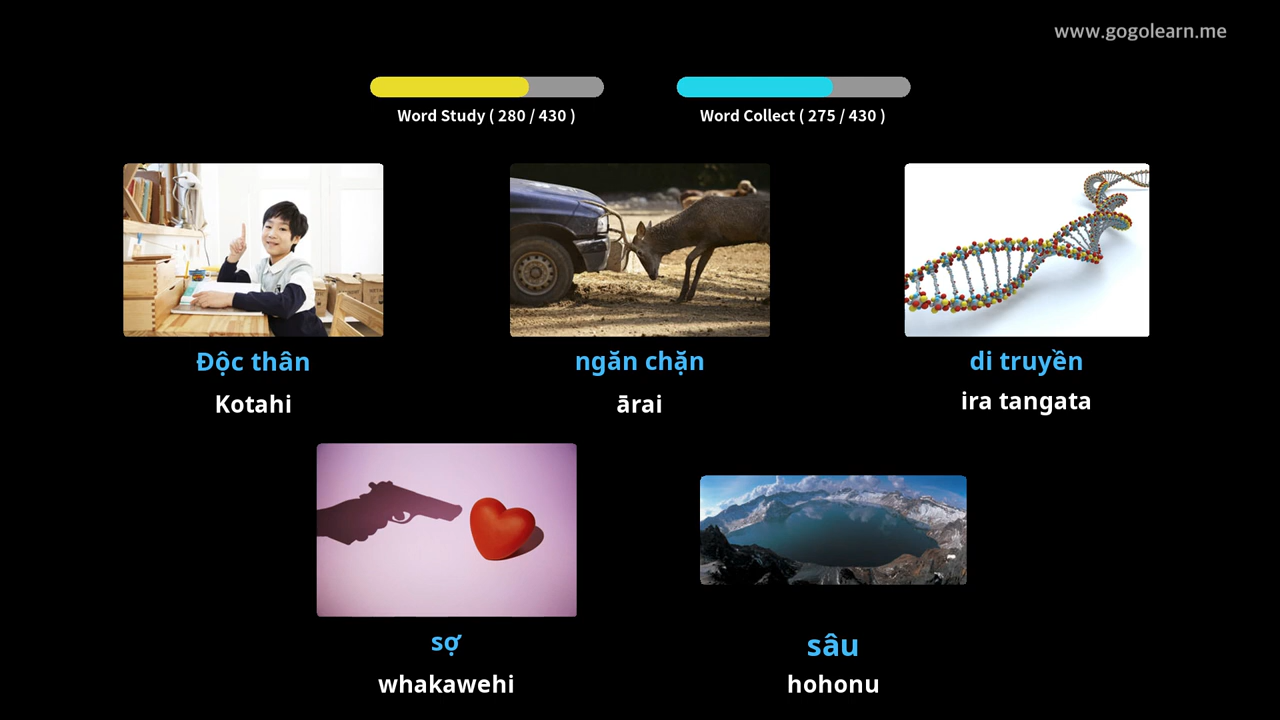 www.gogolearn.me
Word Study ( 280 / 430 )
Word Collect ( 275 / 430 )
Độc thân
Kotahi
ngăn chặn
ārai
di truyền
ira tangata
sợ
whakawehi
sâu
hohonu